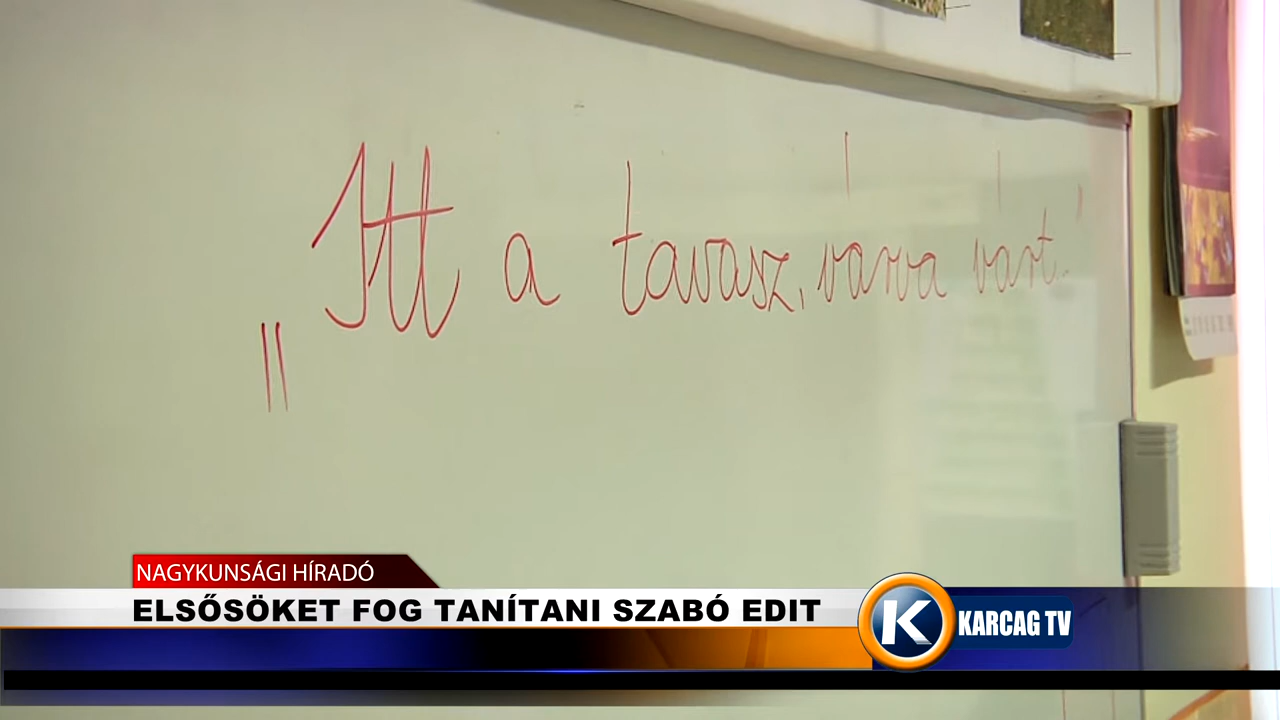 „Itt a tavasz, várva várt."
NAGYKUNSÁGI HÍRADÓ
ELSŐSÖKET FOG TANÍTANI SZABÓ EDIT
K KARCAG TV